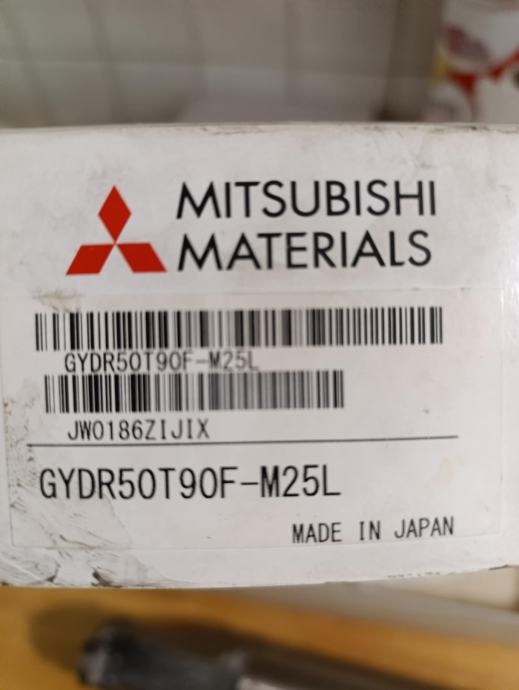 MITSUBISHI
MATERIALS
GYDR50T90F-M25L
JW0186ZIJIX
GYDR50T90F-M25L
MADE IN JAPAN